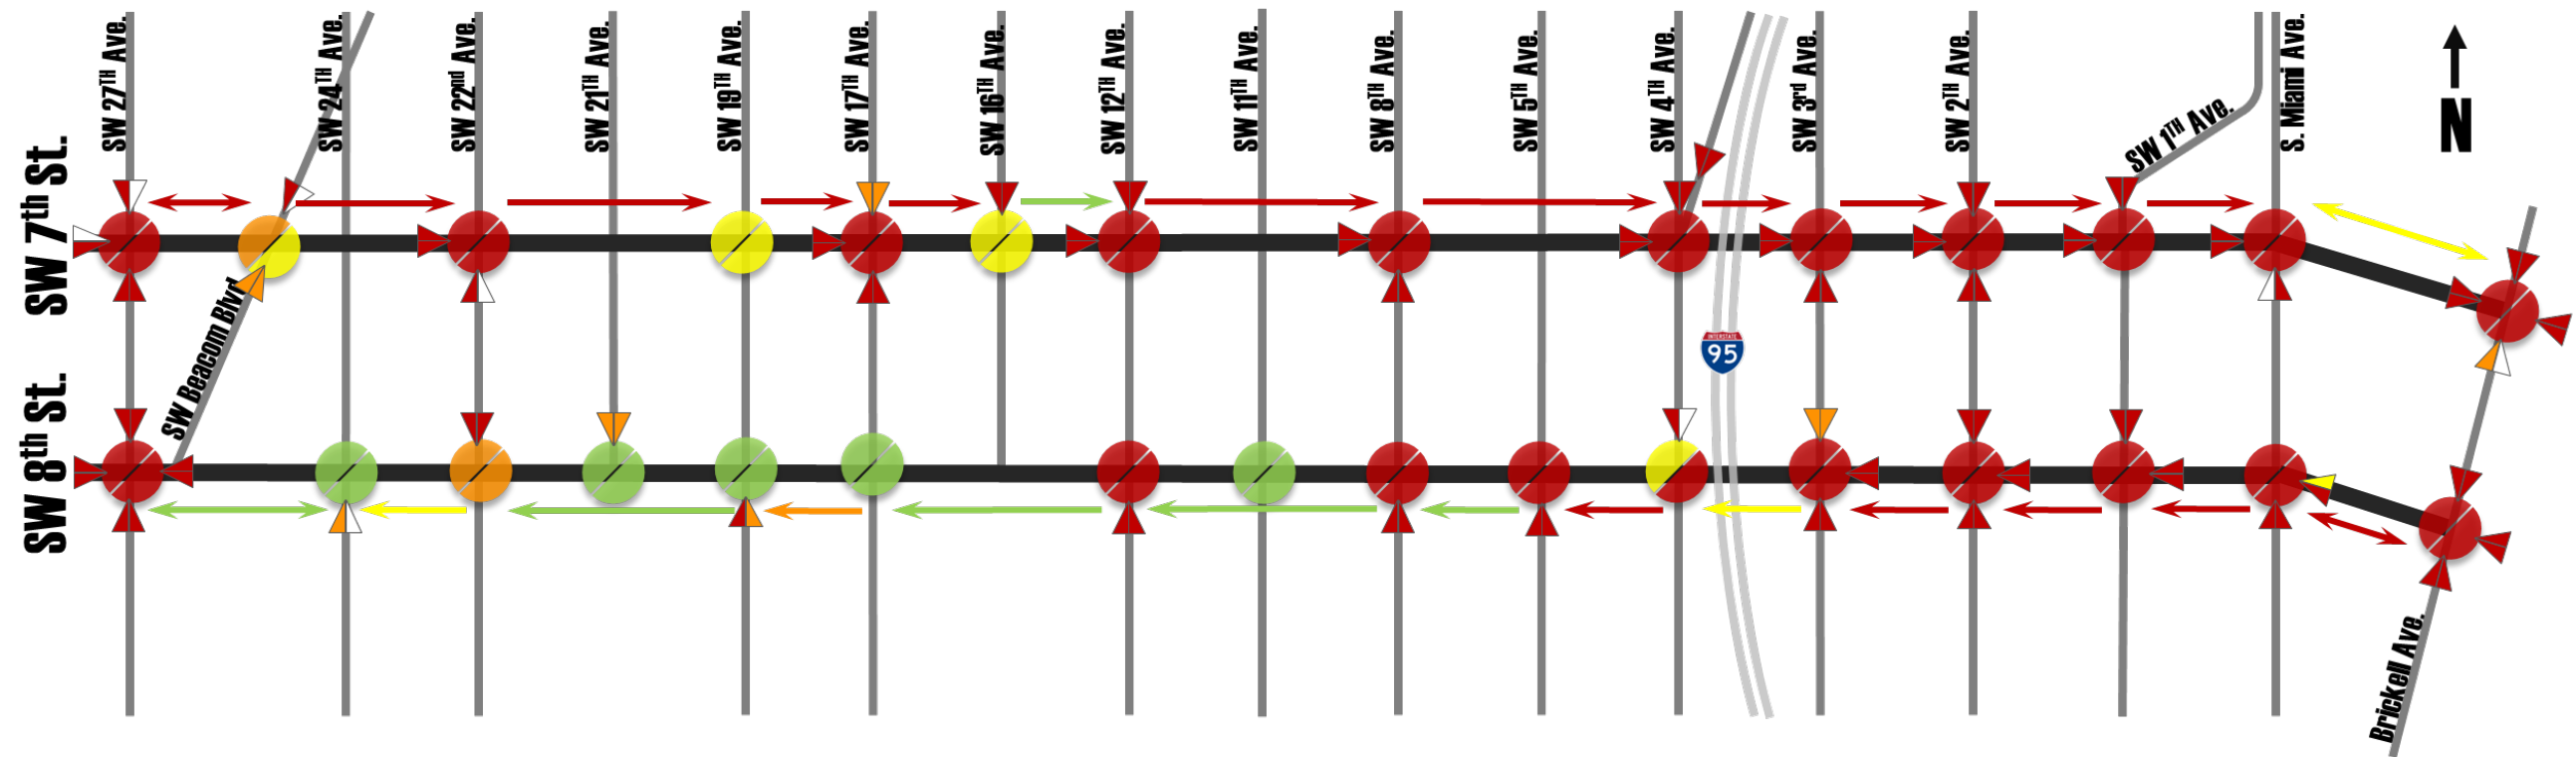 SW 27TH Ave.
SW 24TH Ave.
SW 22nd Ave.
SW 21TH Ave.
SW 19TH Ave.
SW 17TH Ave.
SW 16TH Ave.
SW 12TH Ave.
SW 11TH Ave.
SW 8TH Ave.
SW 5TH Ave.
SW 4TH Ave.
SW 3rd Ave.
SW 2TH Ave.
SW 1TH Ave.
S. Miami Ave.
N
SW 7th St.
SW Beacom Blvd
INTERSTATE
95
SW 8th St.
Brickell Ave.